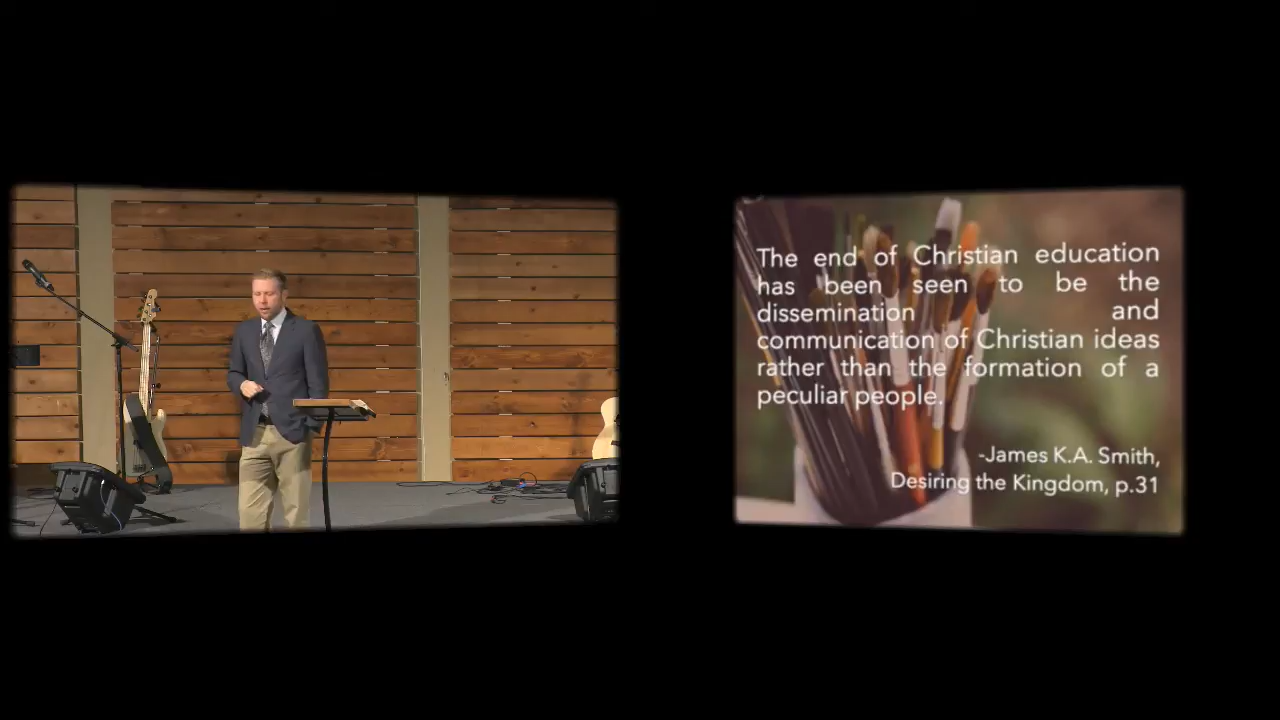 The end of Christian education
has been seen to be the
dissemination and
communication of Christian ideas
rather than the formation of a
peculiar people.
-James K.A. Smith,
Desiring the Kingdom, p.31